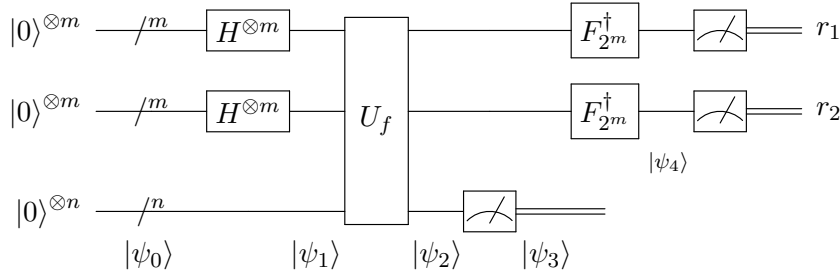 |0⟩^{⊗m} m H^{⊗m} F^†_{2^m} r_1
|0⟩^{⊗m} m H^{⊗m} U_f F^†_{2^m} r_2
|ψ_4⟩
|0⟩^{⊗n} n
|ψ_0⟩ |ψ_1⟩ |ψ_2⟩ |ψ_3⟩